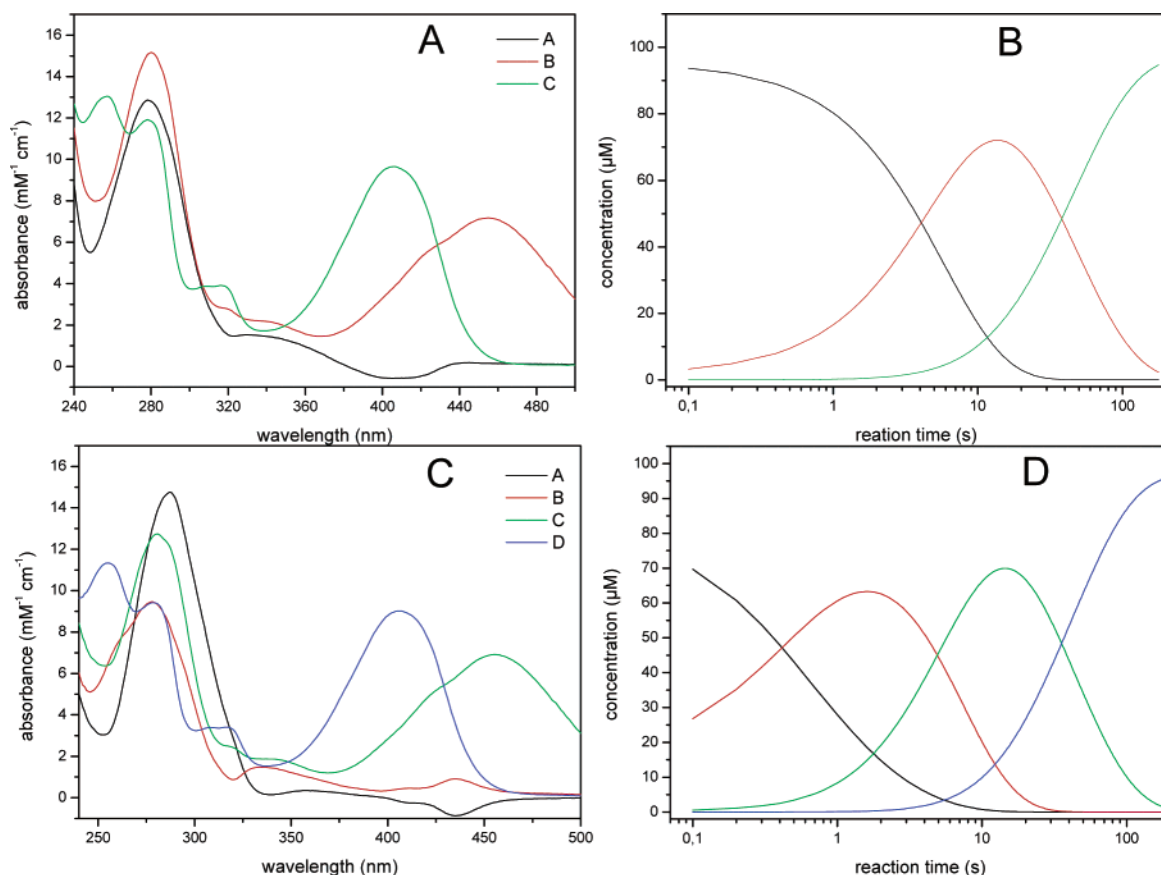 A
A
B
C
absorbance (mM-1 cm-1)
16
14
12
10
8
6
4
2
0
240 280 320 360 400 440 480
wavelength (nm)
B
concentration (µM)
100
80
60
40
20
0
0,1 1 10 100
reation time (s)
C
A
B
C
D
absorbance (mM-1 cm-1)
16
14
12
10
8
6
4
2
0
250 300 350 400 450 500
wavelength (nm)
D
concentration (µM)
100
90
80
70
60
50
40
30
20
10
0
0,1 1 10 100
reaction time (s)